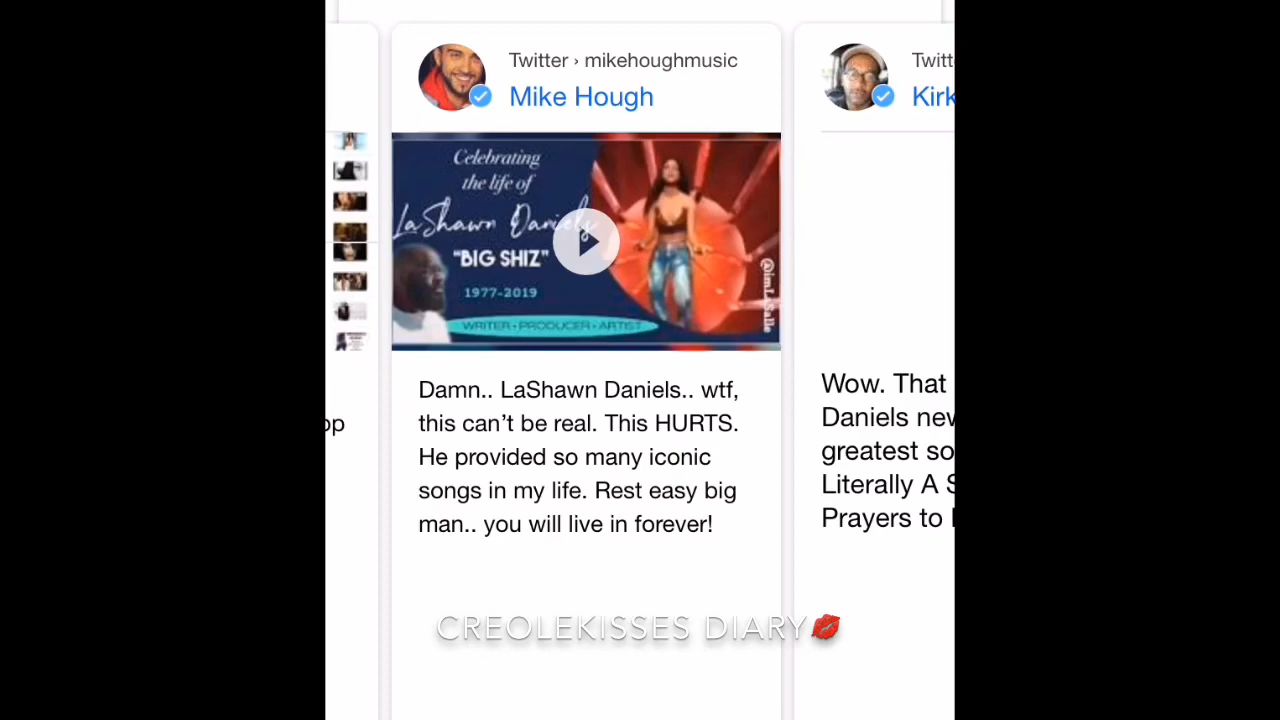 Twitter › mikehoughmusic
Mike Hough
Celebrating
the life of
LaShawn Daniels
"BIG SHIZ"
1977-2019
WRITER • PRODUCER • ARTIST
@imLaSalle
Damn.. LaShawn Daniels.. wtf,
this can’t be real. This HURTS.
He provided so many iconic
songs in my life. Rest easy big
man.. you will live in forever!
op
Twitt
Kirk
Wow. That
Daniels new
greatest so
Literally A S
Prayers to
CREOLEKISSES DIARY💋